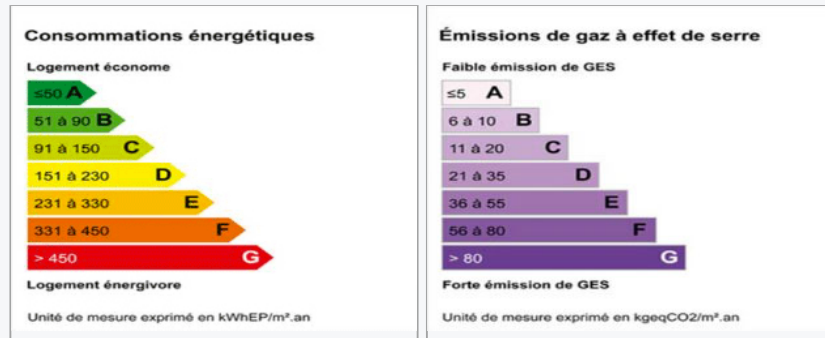 Consommations énergétiques
Logement économe
≤50 A
51 à 90 B
91 à 150 C
151 à 230 D
231 à 330 E
331 à 450 F
> 450 G
Logement énergivore
Unité de mesure exprimé en kWhEP/m².an
Émissions de gaz à effet de serre
Faible émission de GES
≤5 A
6 à 10 B
11 à 20 C
21 à 35 D
36 à 55 E
56 à 80 F
> 80 G
Forte émission de GES
Unité de mesure exprimé en kgeqCO2/m².an